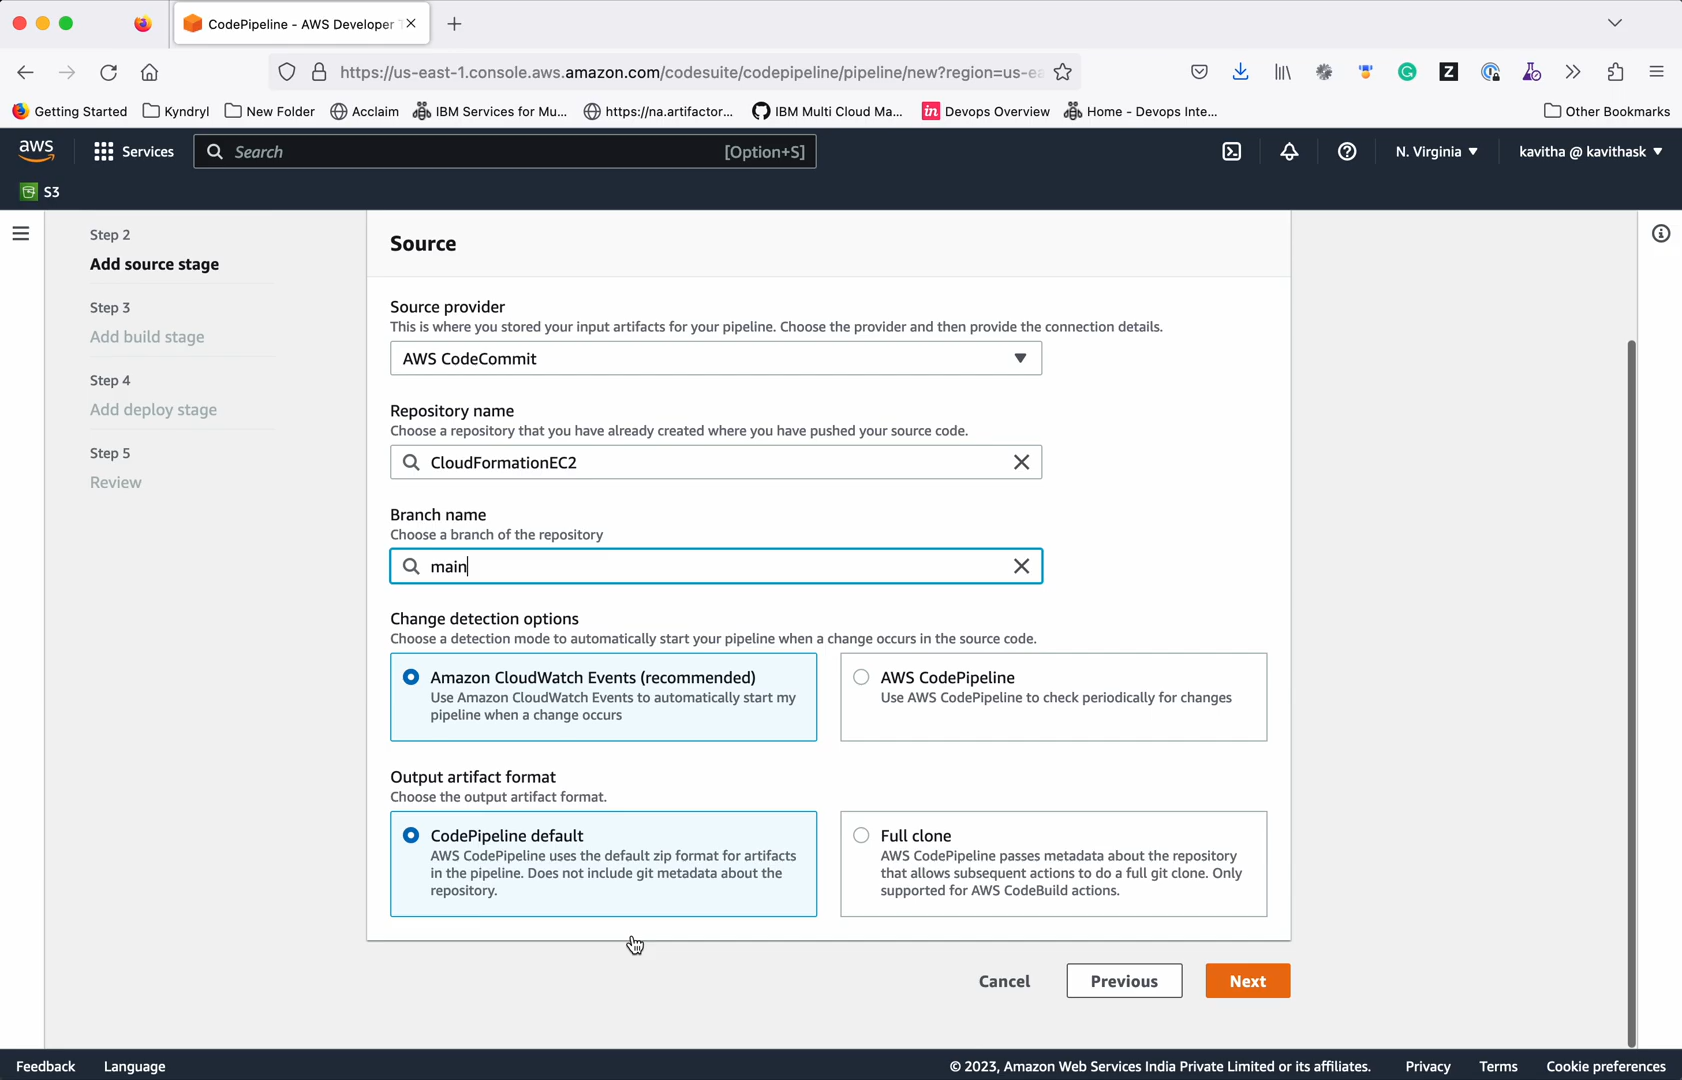 CodePipeline - AWS Developer T
https://us-east-1.console.aws.amazon.com/codesuite/codepipeline/pipeline/new?region=us-ea
Getting Started Kyndryl New Folder Acclaim IBM Services for Mu... https://na.artifactor... IBM Multi Cloud Ma... in Devops Overview Home - Devops Inte... Other Bookmarks
aws Services Search [Option+S] N. Virginia kavitha @ kavithask
S3
Step 2
Add source stage
Step 3
Add build stage
Step 4
Add deploy stage
Step 5
Review
Source
Source provider
This is where you stored your input artifacts for your pipeline. Choose the provider and then provide the connection details.
AWS CodeCommit
Repository name
Choose a repository that you have already created where you have pushed your source code.
CloudFormationEC2
Branch name
Choose a branch of the repository
main
Change detection options
Choose a detection mode to automatically start your pipeline when a change occurs in the source code.
Amazon CloudWatch Events (recommended)
Use Amazon CloudWatch Events to automatically start my
pipeline when a change occurs
AWS CodePipeline
Use AWS CodePipeline to check periodically for changes
Output artifact format
Choose the output artifact format.
CodePipeline default
AWS CodePipeline uses the default zip format for artifacts
in the pipeline. Does not include git metadata about the
repository.
Full clone
AWS CodePipeline passes metadata about the repository
that allows subsequent actions to do a full git clone. Only
supported for AWS CodeBuild actions.
Cancel Previous Next
Feedback Language © 2023, Amazon Web Services India Private Limited or its affiliates. Privacy Terms Cookie preferences